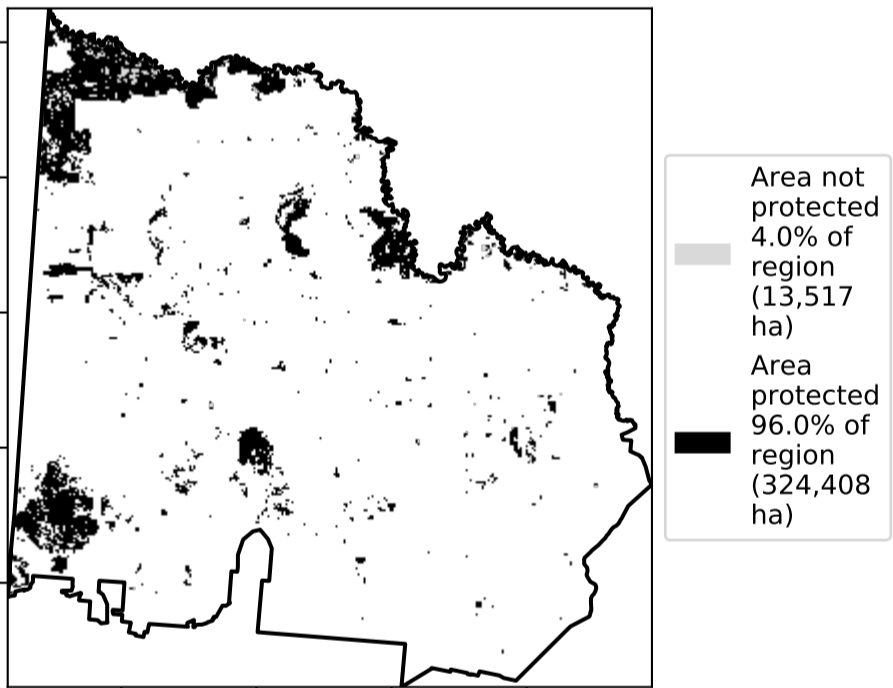 Area not
protected
4.0% of
region
(13,517
ha)
Area
protected
96.0% of
region
(324,408
ha)